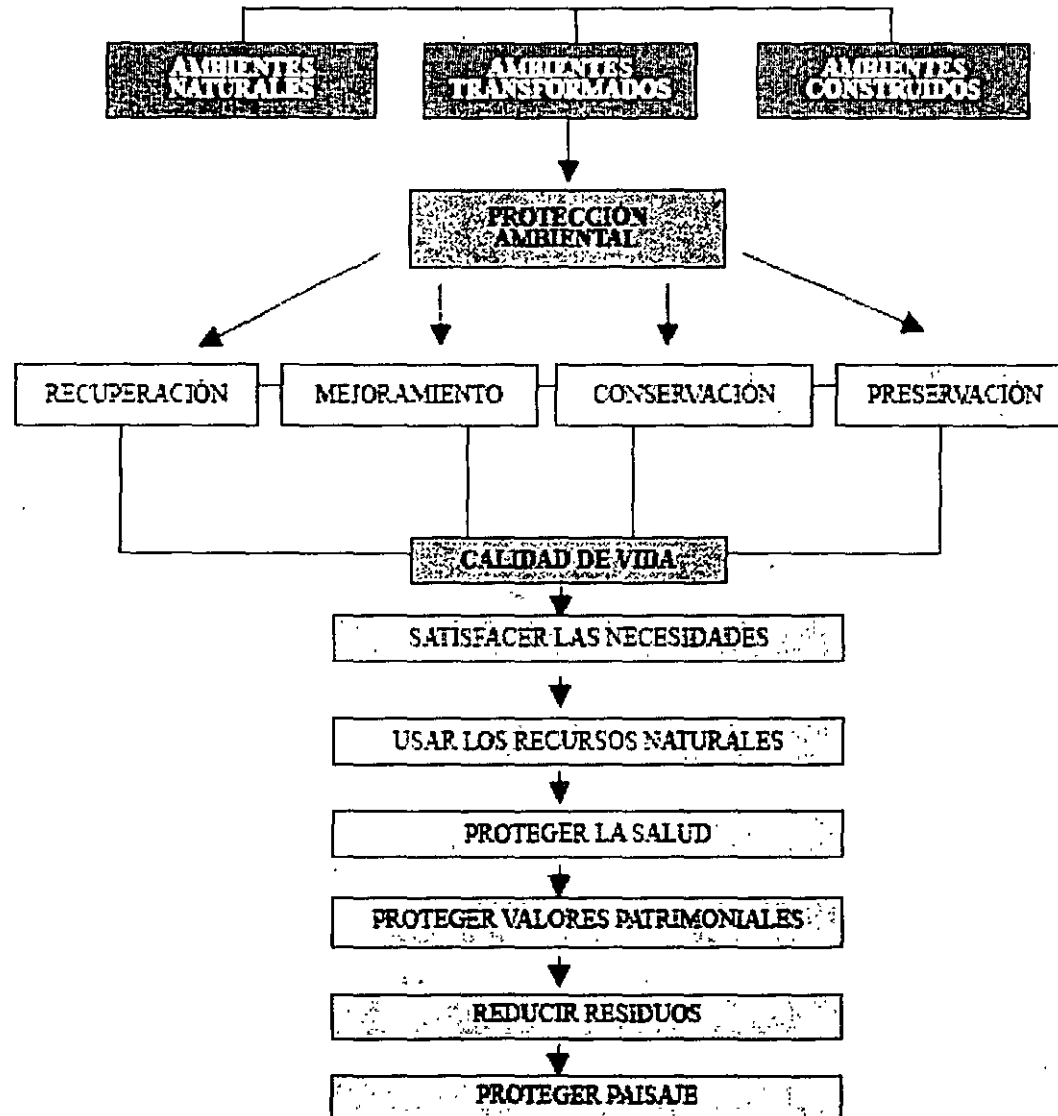 AMBIENTES
NATURALES
AMBIENTES
TRANSFORMADOS
AMBIENTES
CONSTRUIDOS
PROTECCIÓN
AMBIENTAL
RECUPERACIÓN
MEJORAMIENTO
CONSERVACIÓN
PRESERVACIÓN
CALIDAD DE VIDA
SATISFACER LAS NECESIDADES
USAR LOS RECURSOS NATURALES
PROTEGER LA SALUD
PROTEGER VALORES PATRIMONIALES
REDUCIR RESIDUOS
PROTEGER PAISAJE